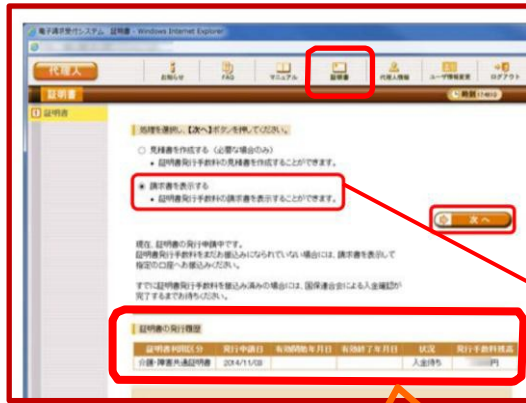 電子請求受付システム 証明書 - Windows Internet Explorer
代理人
お知らせ
FAQ
マニュアル
証明書
代理人情報
ユーザ情報変更
ログアウト
証明書
時刻
証明書
処理を選択し、【次へ】ボタンを押してください。
見積書を作成する（必要な場合のみ）
• 証明書発行手数料の見積書を作成することができます。
請求書を表示する
• 証明書発行手数料の請求書を表示することができます。
次へ
現在、証明書の発行申請中です。
証明書発行手数料をまだお振込みになられていない場合には、請求書を表示して
指定の口座へお振込みください。
すでに証明書発行手数料を振込み済みの場合には、国保連合会による入金確認が
完了するまでお待ちください。
証明書の発行履歴
証明書利用区分 発行申請日 有効開始年月日 有効終了年月日 状況 発行手数料残高
介護・障害共通証明書 2014/11/08 入金待ち 円